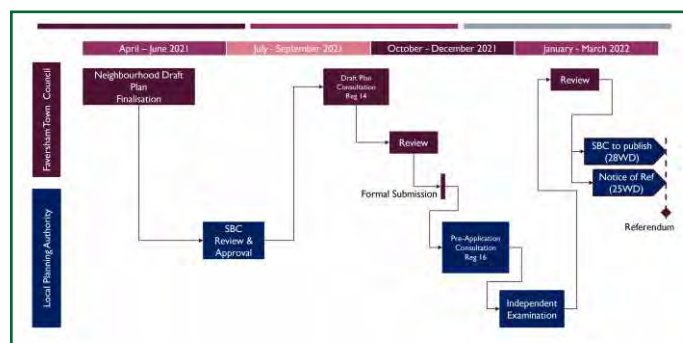 April – June 2021
July - September 2021
October - December 2021
January - March 2022
Faversham Town Council
Neighbourhood Draft
Plan
Finalisation
Draft Plan
Consultation
Reg 14
Review
Review
SBC to publish
(28WD)
Notice of Ref
(25WD)
Formal Submission
Referendum
Local Planning Authority
SBC
Review &
Approval
Pre-Application
Consultation
Reg 16
Independent
Examination